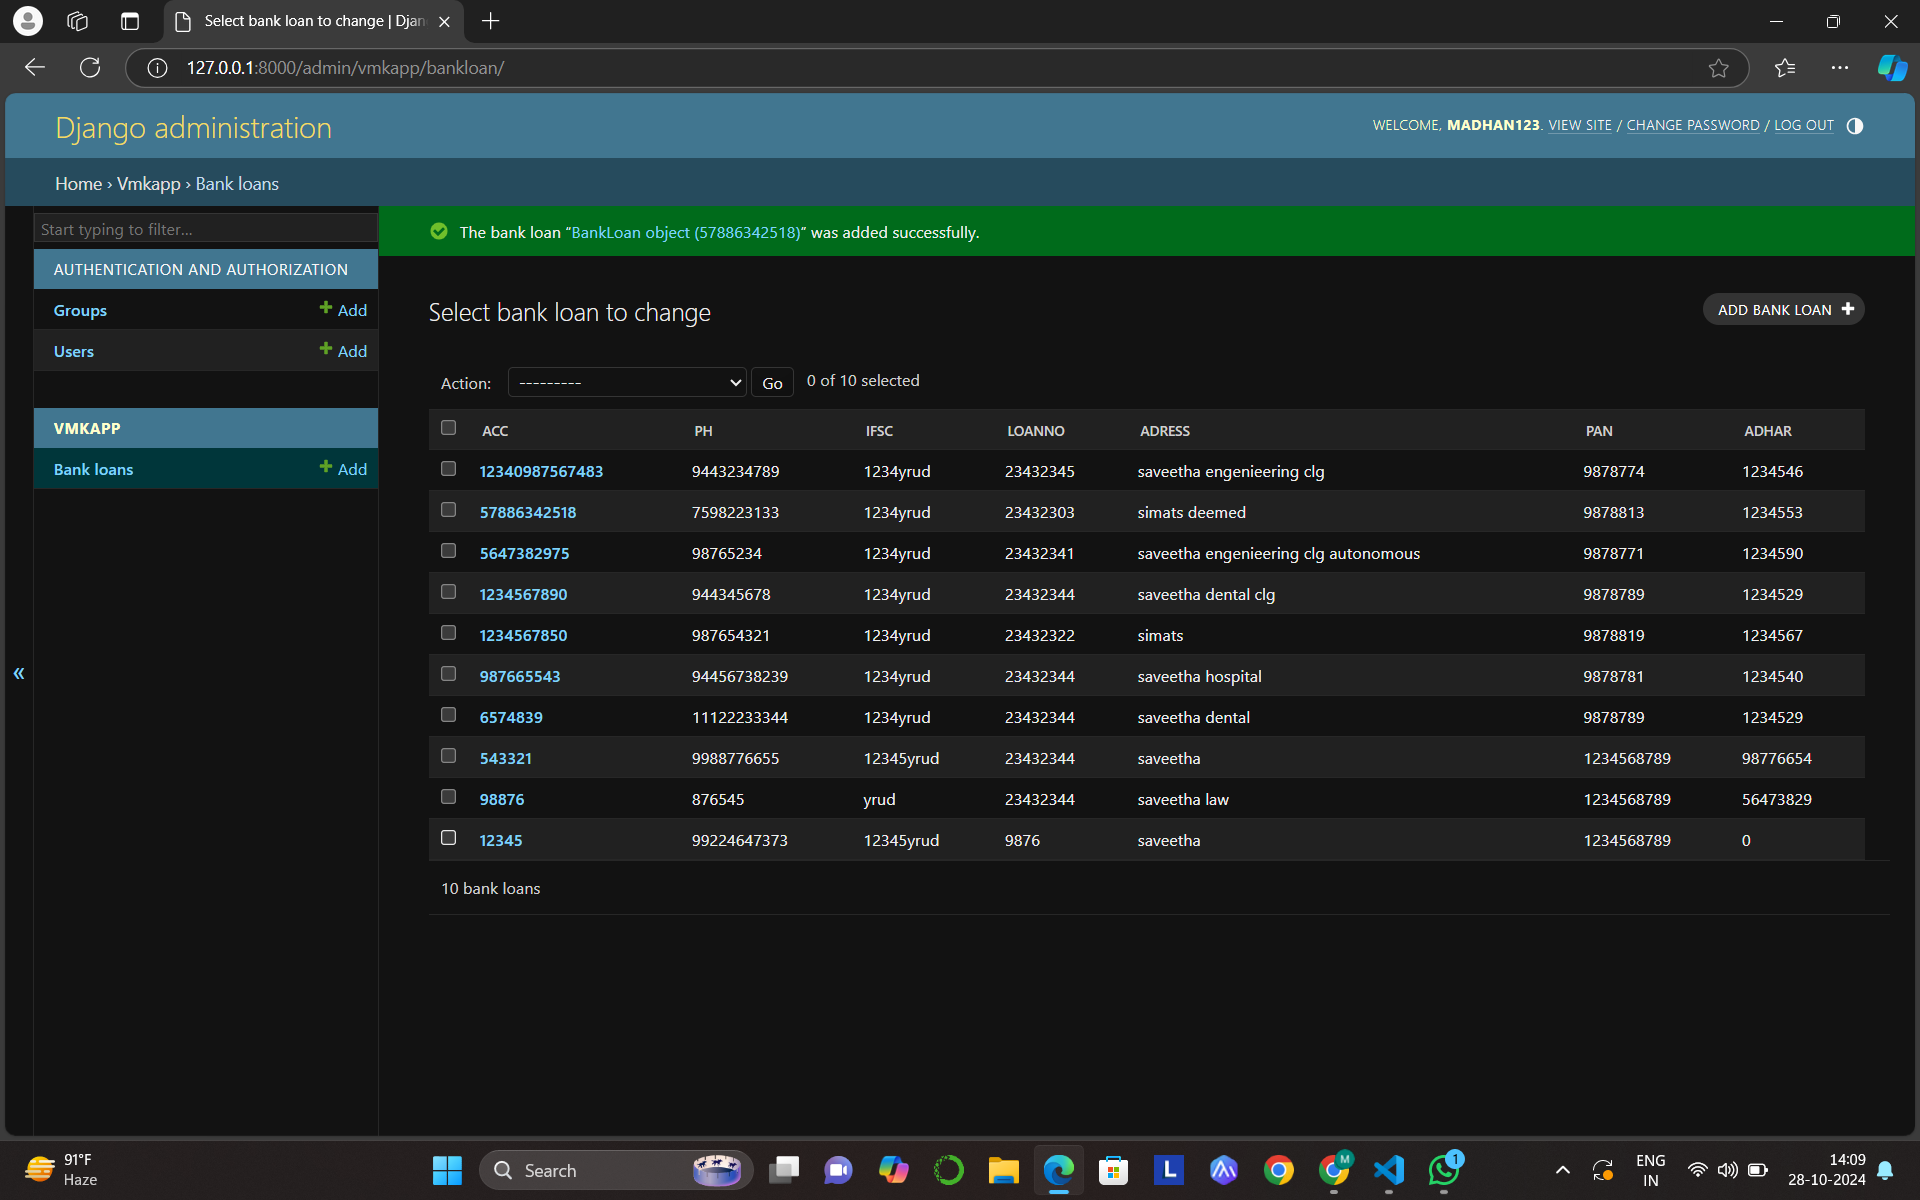 Select bank loan to change | Djan
127.0.0.1:8000/admin/vmkapp/bankloan/
Django administration
WELCOME, MADHAN123. VIEW SITE / CHANGE PASSWORD / LOG OUT
Home › Vmkapp › Bank loans
Start typing to filter...
AUTHENTICATION AND AUTHORIZATION
Groups Add
Users Add
VMKAPP
Bank loans Add
«
The bank loan “BankLoan object (57886342518)” was added successfully.
Select bank loan to change
ADD BANK LOAN
Action: --------- Go 0 of 10 selected
ACC PH IFSC LOANNO ADRESS PAN ADHAR
12340987567483 9443234789 1234yrud 23432345 saveetha engenieering clg 9878774 1234546
57886342518 7598223133 1234yrud 23432303 simats deemed 9878813 1234553
5647382975 98765234 1234yrud 23432341 saveetha engenieering clg autonomous 9878771 1234590
1234567890 944345678 1234yrud 23432344 saveetha dental clg 9878789 1234529
1234567850 987654321 1234yrud 23432322 simats 9878819 1234567
987665543 94456738239 1234yrud 23432344 saveetha hospital 9878781 1234540
6574839 11122233344 1234yrud 23432344 saveetha dental 9878789 1234529
543321 9988776655 12345yrud 23432344 saveetha 1234568789 98776654
98876 876545 yrud 23432344 saveetha law 1234568789 56473829
12345 99224647373 12345yrud 9876 saveetha 1234568789 0
10 bank loans
91°F
Haze
Search
L
M
1
ENG
IN
14:09
28-10-2024